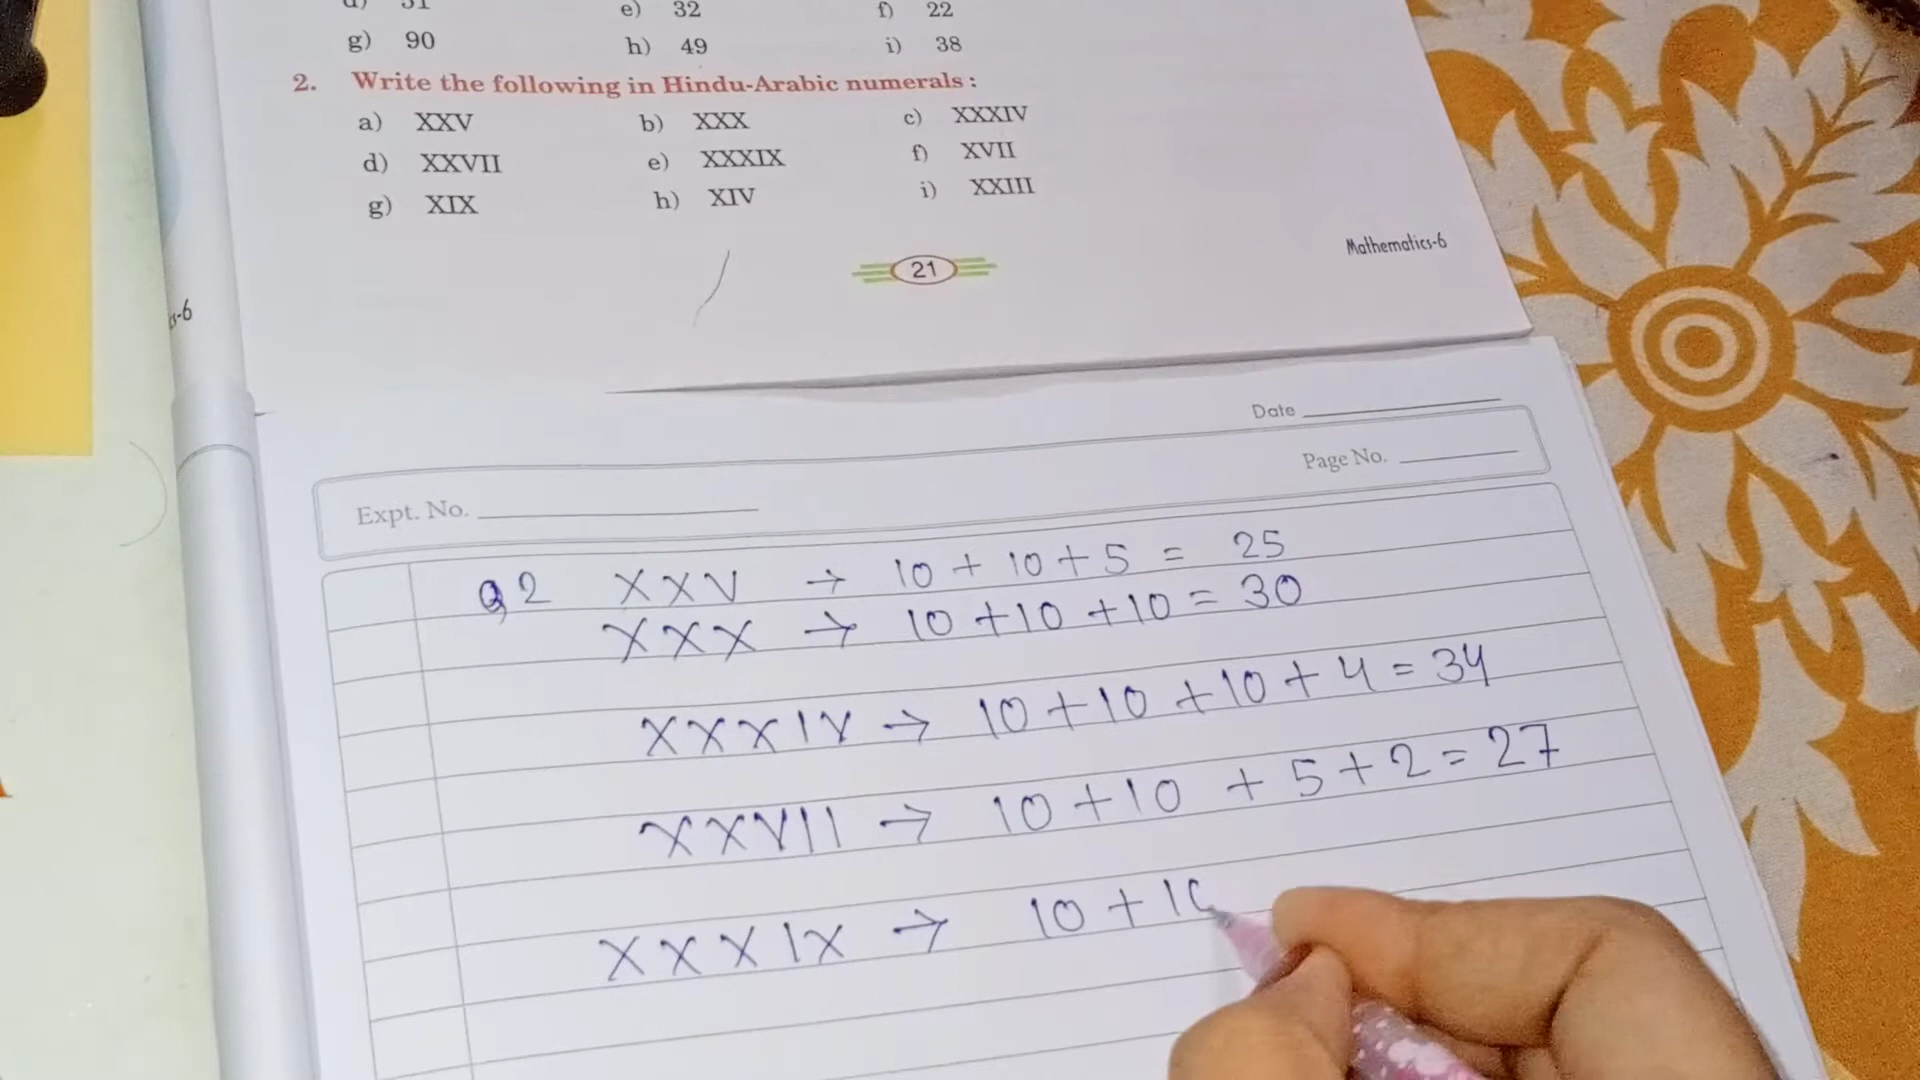 e) 32 f) 22
g) 90 h) 49 i) 38
2. Write the following in Hindu-Arabic numerals :
a) XXV b) XXX c) XXXIV
d) XXVII e) XXXIX f) XVII
g) XIX h) XIV i) XXIII
21
Mathematics-6
s-6
Date
Page No.
Expt. No.
Q2 XXV → 10 + 10 + 5 = 25
XXX → 10 + 10 + 10 = 30
XXXIV → 10 + 10 + 10 + 4 = 34
XXVII → 10 + 10 + 5 + 2 = 27
XXXIX → 10 + 10